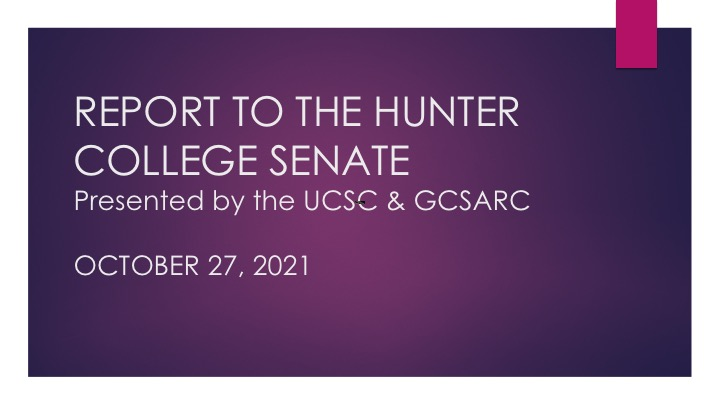 REPORT TO THE HUNTER
COLLEGE SENATE
Presented by the UCSC & GCSARC
OCTOBER 27, 2021